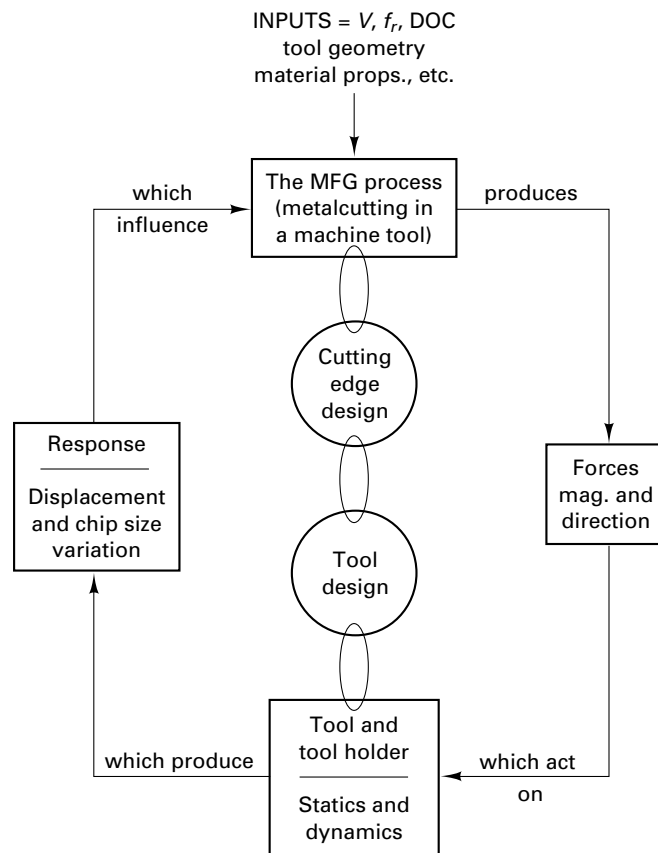 INPUTS = V, fr, DOC
tool geometry
material props., etc.
The MFG process
(metalcutting in
a machine tool)
which
influence
produces
Cutting
edge
design
Response
Displacement
and chip size
variation
Forces
mag. and
direction
Tool
design
Tool and
tool holder
Statics and
dynamics
which produce
which act
on